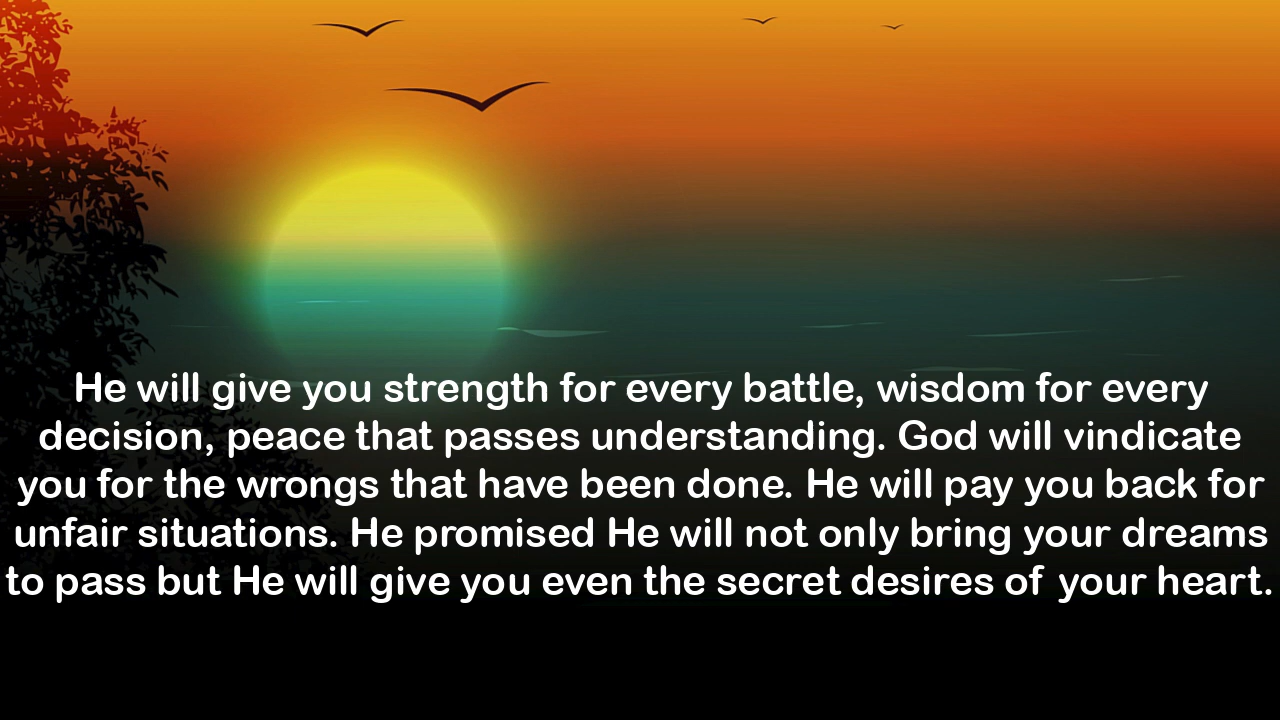 He will give you strength for every battle, wisdom for every
decision, peace that passes understanding. God will vindicate
you for the wrongs that have been done. He will pay you back for
unfair situations. He promised He will not only bring your dreams
to pass but He will give you even the secret desires of your heart.